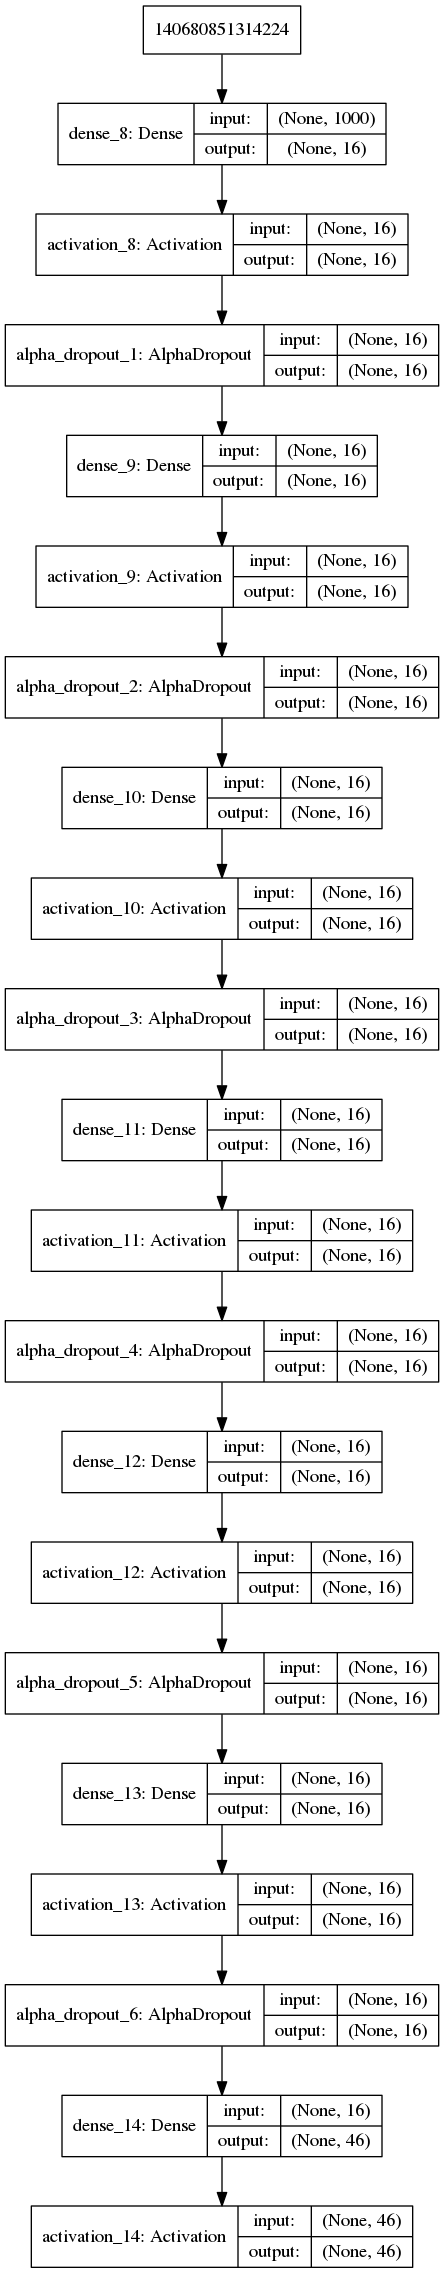 140680851314224
dense_8: Dense
input:
(None, 1000)
output:
(None, 16)
activation_8: Activation
input:
(None, 16)
output:
(None, 16)
alpha_dropout_1: AlphaDropout
input:
(None, 16)
output:
(None, 16)
dense_9: Dense
input:
(None, 16)
output:
(None, 16)
activation_9: Activation
input:
(None, 16)
output:
(None, 16)
alpha_dropout_2: AlphaDropout
input:
(None, 16)
output:
(None, 16)
dense_10: Dense
input:
(None, 16)
output:
(None, 16)
activation_10: Activation
input:
(None, 16)
output:
(None, 16)
alpha_dropout_3: AlphaDropout
input:
(None, 16)
output:
(None, 16)
dense_11: Dense
input:
(None, 16)
output:
(None, 16)
activation_11: Activation
input:
(None, 16)
output:
(None, 16)
alpha_dropout_4: AlphaDropout
input:
(None, 16)
output:
(None, 16)
dense_12: Dense
input:
(None, 16)
output:
(None, 16)
activation_12: Activation
input:
(None, 16)
output:
(None, 16)
alpha_dropout_5: AlphaDropout
input:
(None, 16)
output:
(None, 16)
dense_13: Dense
input:
(None, 16)
output:
(None, 16)
activation_13: Activation
input:
(None, 16)
output:
(None, 16)
alpha_dropout_6: AlphaDropout
input:
(None, 16)
output:
(None, 16)
dense_14: Dense
input:
(None, 16)
output:
(None, 46)
activation_14: Activation
input:
(None, 46)
output:
(None, 46)